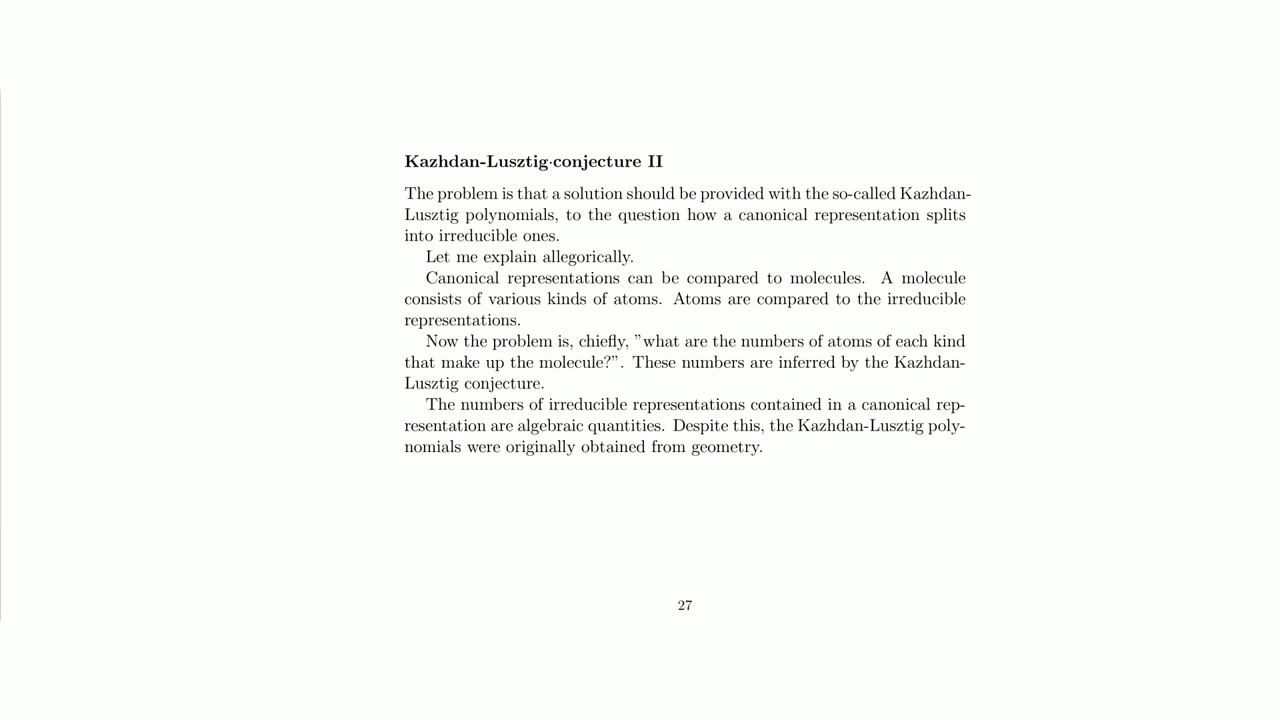 Kazhdan-Lusztig·conjecture II
The problem is that a solution should be provided with the so-called Kazhdan-
Lusztig polynomials, to the question how a canonical representation splits
into irreducible ones.
Let me explain allegorically.
Canonical representations can be compared to molecules. A molecule
consists of various kinds of atoms. Atoms are compared to the irreducible
representations.
Now the problem is, chiefly, ”what are the numbers of atoms of each kind
that make up the molecule?”. These numbers are inferred by the Kazhdan-
Lusztig conjecture.
The numbers of irreducible representations contained in a canonical rep-
resentation are algebraic quantities. Despite this, the Kazhdan-Lusztig poly-
nomials were originally obtained from geometry.
27